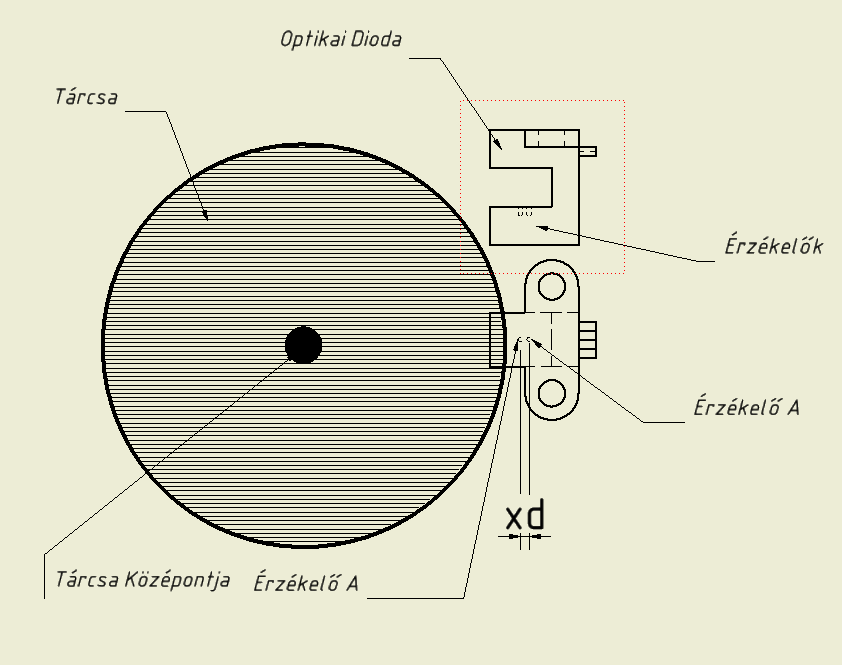 Optikai Dioda
Tárcsa
Érzékelők
Érzékelő A
xd
Tárcsa Középontja
Érzékelő A